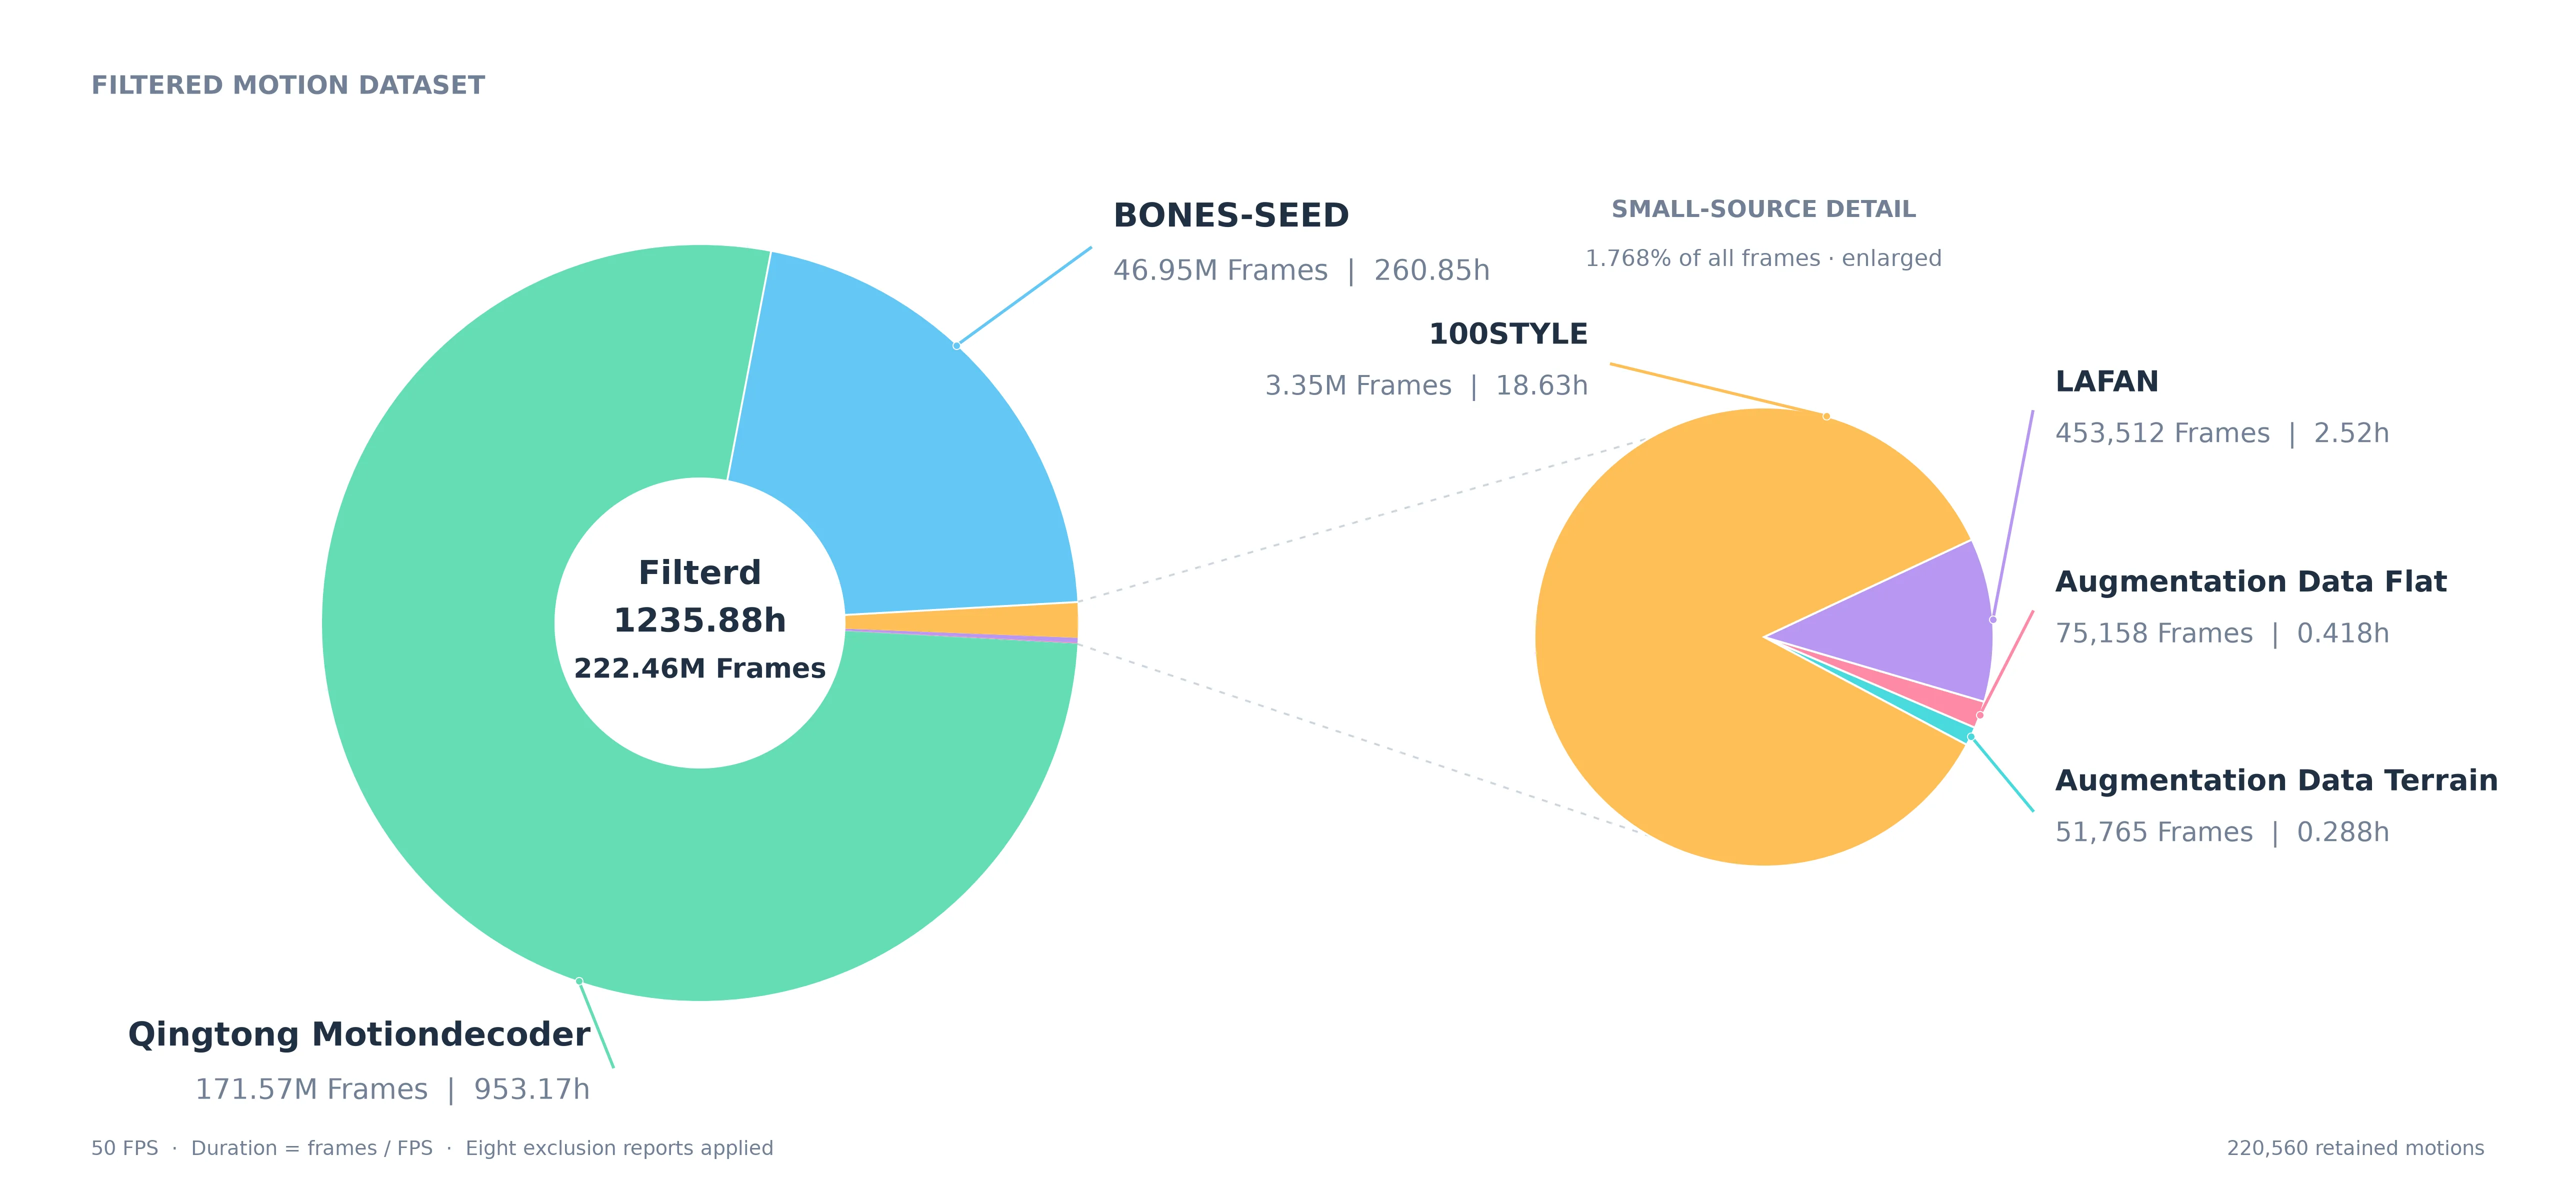 FILTERED MOTION DATASET
BONES-SEED
46.95M Frames | 260.85h
SMALL-SOURCE DETAIL
1.768% of all frames · enlarged
100STYLE
3.35M Frames | 18.63h
LAFAN
453,512 Frames | 2.52h
Filterd
1235.88h
222.46M Frames
Augmentation Data Flat
75,158 Frames | 0.418h
Augmentation Data Terrain
51,765 Frames | 0.288h
Qingtong Motiondecoder
171.57M Frames | 953.17h
50 FPS · Duration = frames / FPS · Eight exclusion reports applied
220,560 retained motions